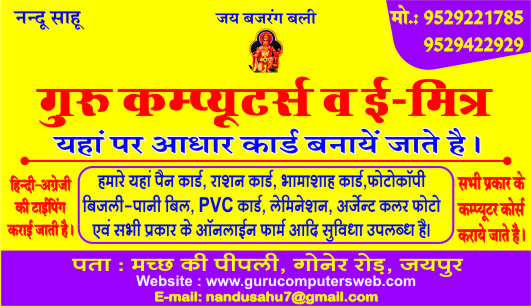 नन्दू साहू
जय बजरंग बली
मो.: 9529221785
9529422929
गुरु कम्प्यूटर्स व ई-मित्र
यहां पर आधार कार्ड बनायें जाते है।
हिन्दी-अंग्रेजी
की टाईपिंग
कराई जाती है।
हमारे यहां पैन कार्ड, राशन कार्ड, भामाशाह कार्ड,फोटोकॉपी
बिजली-पानी बिल, PVC कार्ड, लेमिनेशन, अर्जेन्ट कलर फोटो
एवं सभी प्रकार के ऑनलाईन फार्म आदि सुविधा उपलब्ध है।
सभी प्रकार के
कम्प्यूटर कोर्स
कराये जाते है।
पता : मच्छ की पीपली, गोनेर रोड़, जयपुर
Website : www.gurucomputersweb.com
E-mail: nandusahu7@gmail.com